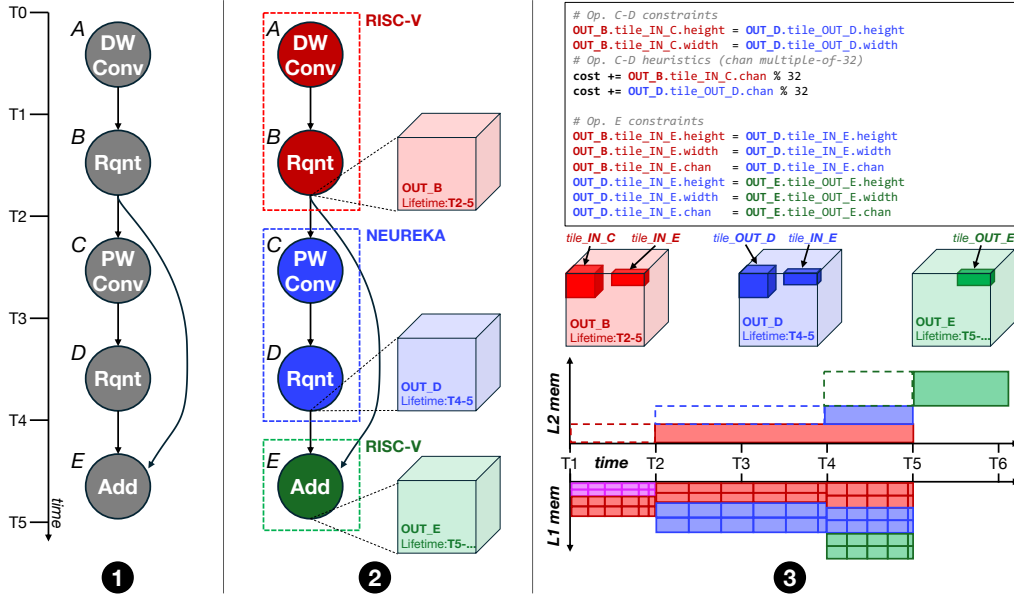 T0
T1
T2
T3
T4
T5
time
A
DW
Conv
B
Rqnt
C
PW
Conv
D
Rqnt
E
Add
1
RISC-V
A
DW
Conv
B
Rqnt
OUT_B
Lifetime:T2-5
NEUREKA
C
PW
Conv
D
Rqnt
OUT_D
Lifetime:T4-5
RISC-V
E
Add
OUT_E
Lifetime:T5-...
2
# Op. C-D constraints
OUT_B.tile_IN_C.height = OUT_D.tile_OUT_D.height
OUT_B.tile_IN_C.width = OUT_D.tile_OUT_D.width
# Op. C-D heuristics (chan multiple-of-32)
cost += OUT_B.tile_IN_C.chan % 32
cost += OUT_D.tile_OUT_D.chan % 32
# Op. E constraints
OUT_B.tile_IN_E.height = OUT_D.tile_IN_E.height
OUT_B.tile_IN_E.width = OUT_D.tile_IN_E.width
OUT_B.tile_IN_E.chan = OUT_D.tile_IN_E.chan
OUT_D.tile_IN_E.height = OUT_E.tile_OUT_E.height
OUT_D.tile_IN_E.width = OUT_E.tile_OUT_E.width
OUT_D.tile_IN_E.chan = OUT_E.tile_OUT_E.chan
tile_IN_C tile_IN_E tile_OUT_D tile_IN_E tile_OUT_E
OUT_B
Lifetime:T2-5
OUT_D
Lifetime:T4-5
OUT_E
Lifetime:T5-...
L2 mem
T1 time T2 T3 T4 T5 T6
L1 mem
3